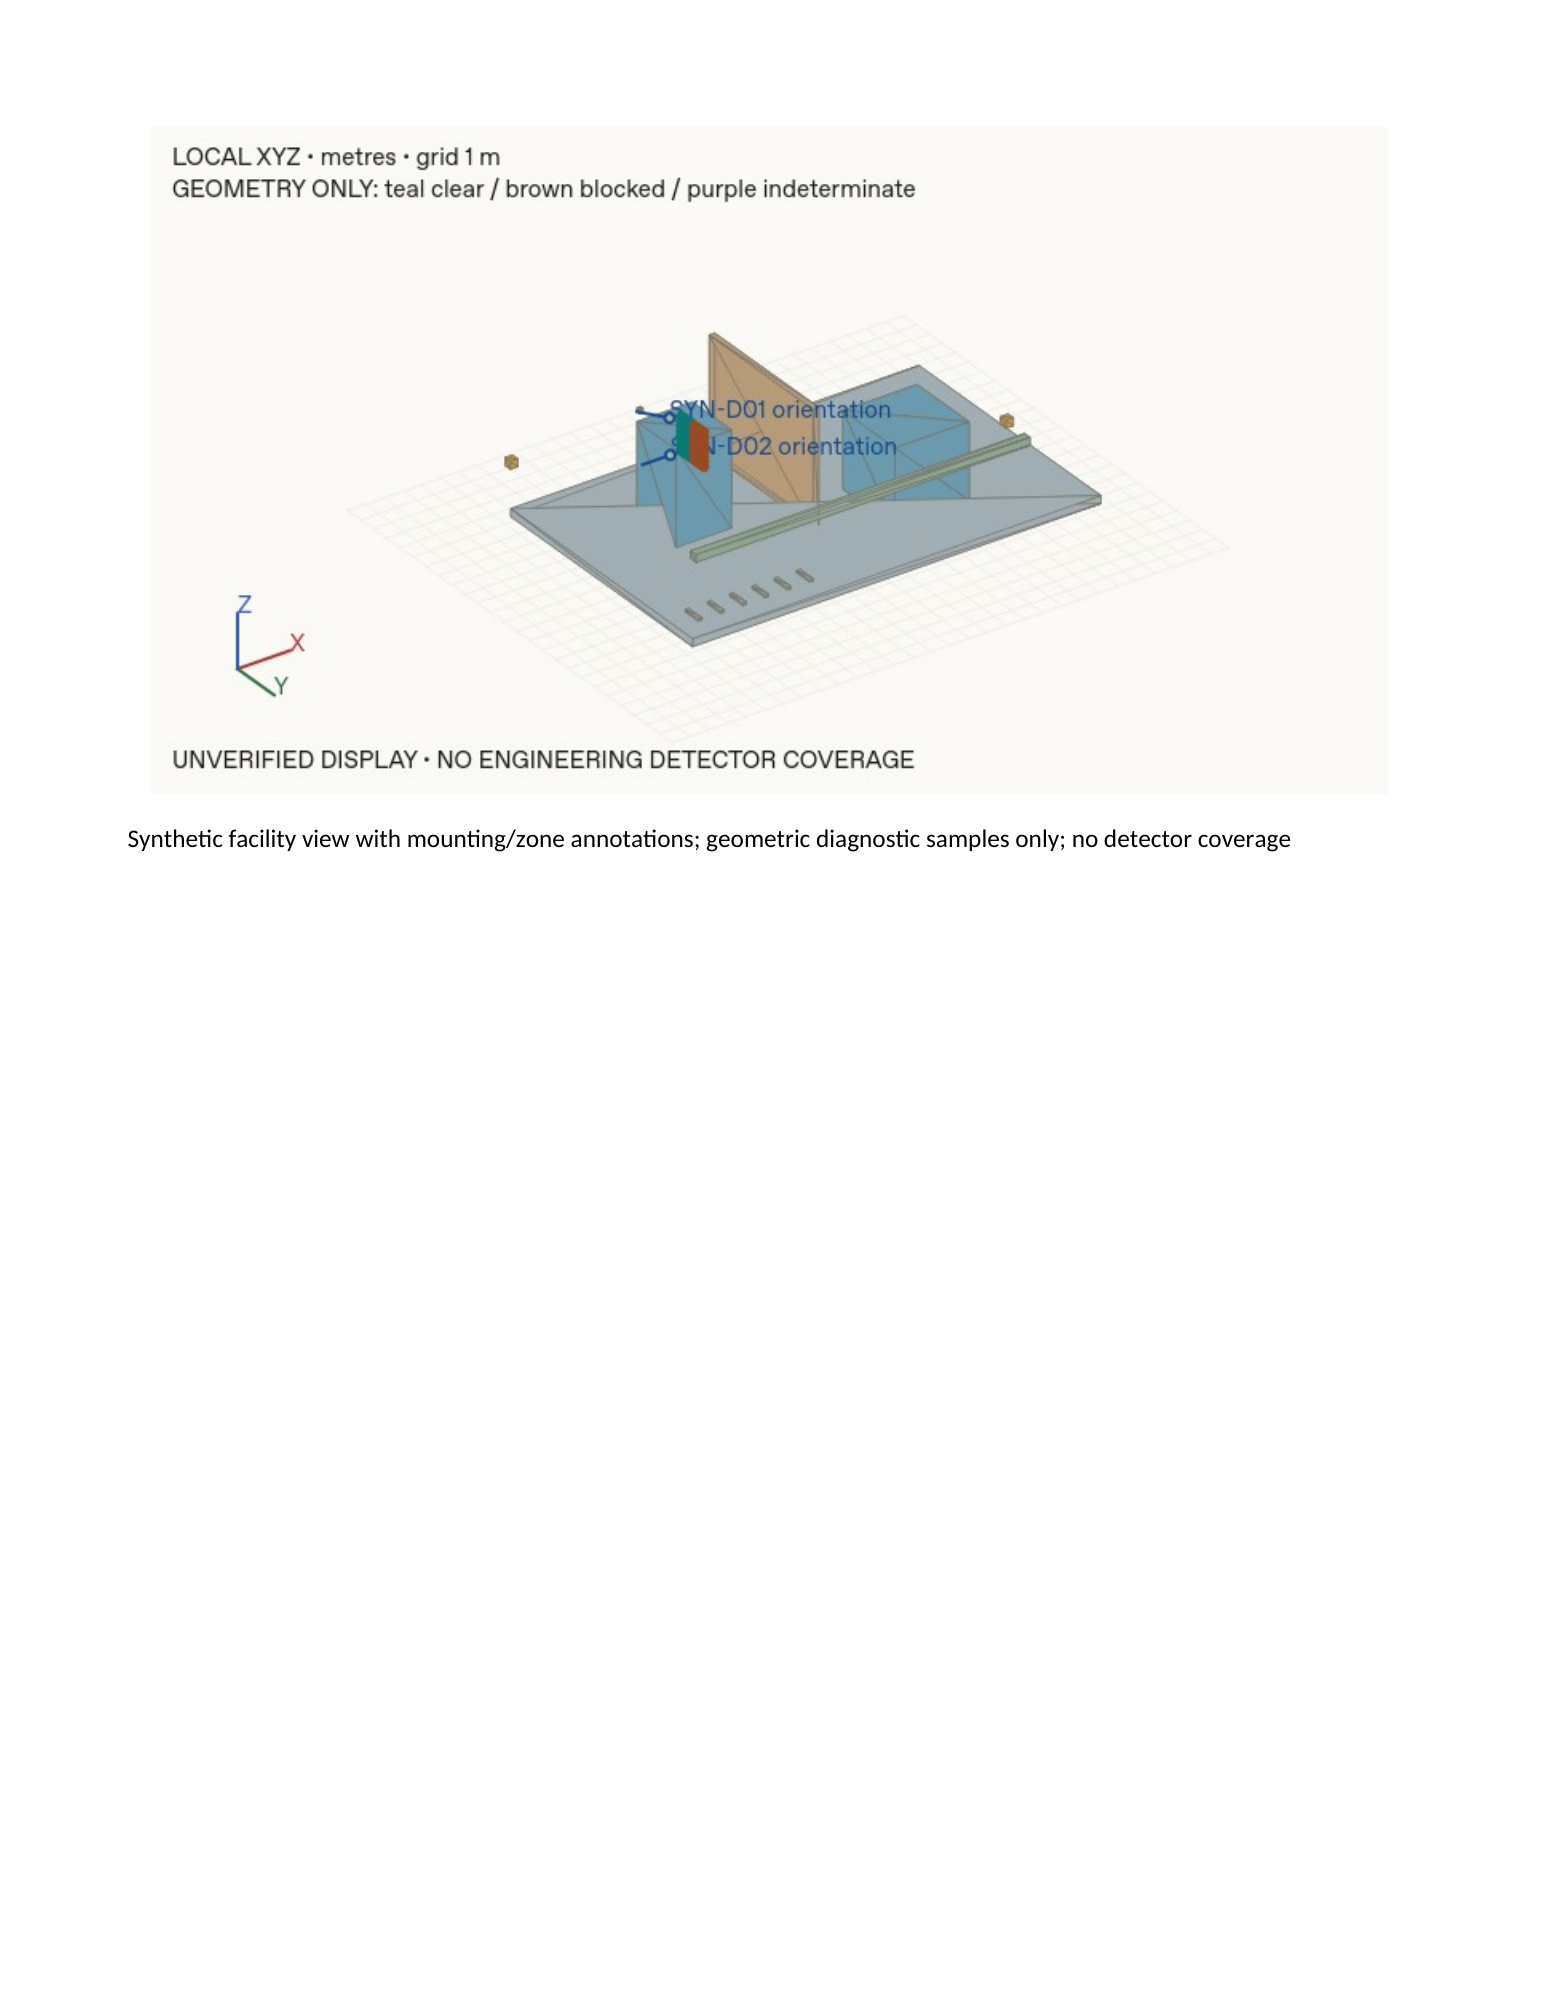 LOCAL XYZ • metres • grid 1 m
GEOMETRY ONLY: teal clear / brown blocked / purple indeterminate
SYN-D01 orientation
N-D02 orientation
Z
X
Y
UNVERIFIED DISPLAY • NO ENGINEERING DETECTOR COVERAGE
Synthetic facility view with mounting/zone annotations; geometric diagnostic samples only; no detector coverage